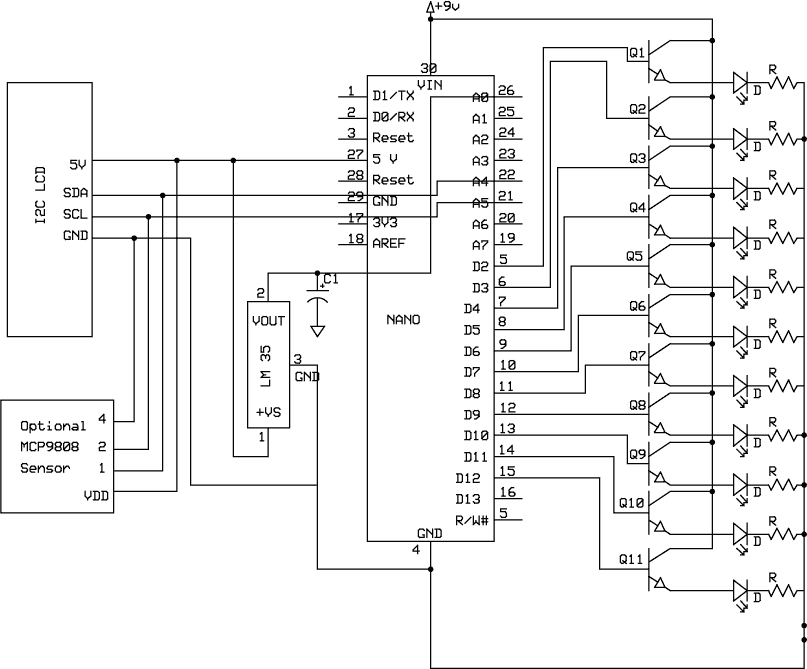 +9v
30
VIN
1 D1/TX
2 D0/RX
3 Reset
27 5 V
28 Reset
29 GND
17 3V3
18 AREF
A0 26
A1 25
A2 24
A3 23
A4 22
A5 21
A6 20
A7 19
D2 5
D3 6
D4 7
D5 8
D6 9
D7 10
D8 11
D9 12
D10 13
D11 14
D12 15
D13 16
R/W# 5
NANO
GND
4
I2C LCD
5V
SDA
SCL
GND
C1
+
2
VOUT
LM 35
3
GND
+VS
1
Optional
MCP9808
Sensor
4
2
1
VDD
Q1
D
R
Q2
D
R
Q3
D
R
Q4
D
R
Q5
D
R
Q6
D
R
Q7
D
R
Q8
D
R
Q9
D
R
Q10
D
R
Q11
D
R